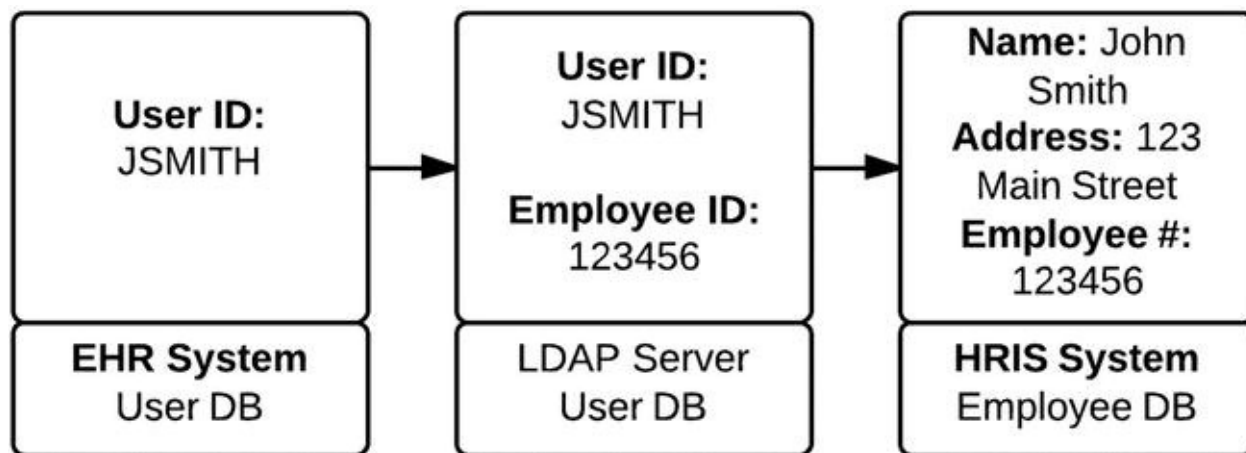 User ID:
JSMITH
EHR System
User DB
User ID:
JSMITH
Employee ID:
123456
LDAP Server
User DB
Name: John
Smith
Address: 123
Main Street
Employee #:
123456
HRIS System
Employee DB